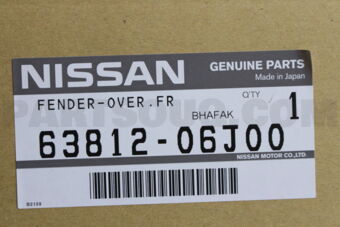 NISSAN
GENUINE PARTS
Made in Japan
FENDER-OVER.FR
Q'TY
BHAFAK
1
63812-06J00
NISSAN MOTOR CO.,LTD.